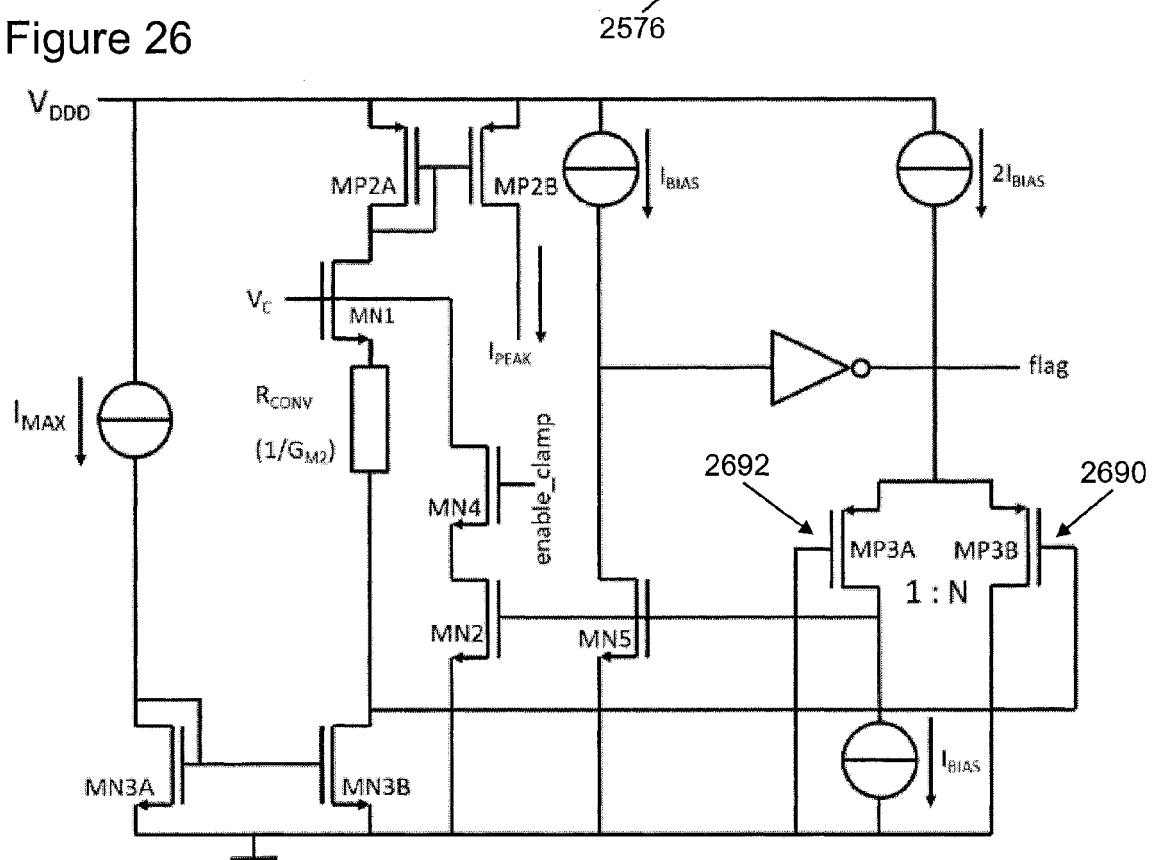 2576
Figure 26
VDDD
MP2A
MP2B
IBIAS
2IBIAS
VC
MN1
IPEAK
flag
IMAX
RCONV
(1/GM2)
enable_clamp
2692
2690
MN4
MP3A
MP3B
1 : N
MN2
MN5
IBIAS
MN3A
MN3B